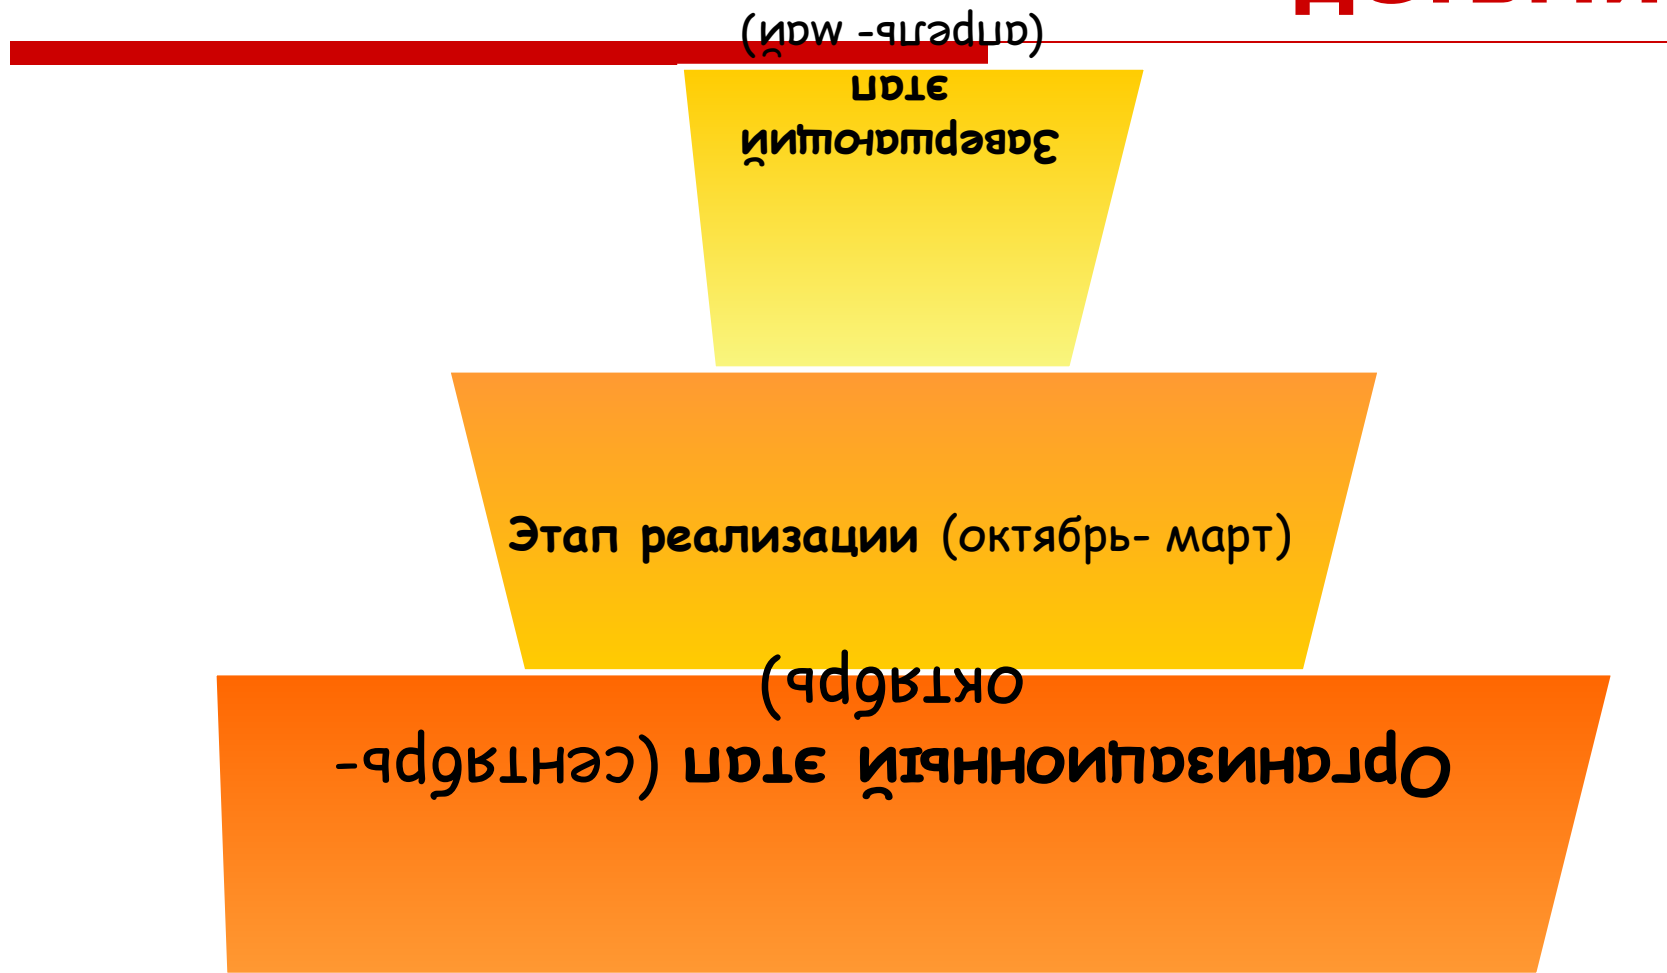 Завершающий
этап
(апрель- май)
Этап реализации (октябрь- март)
Организационный этап (сентябрь-
октябрь)